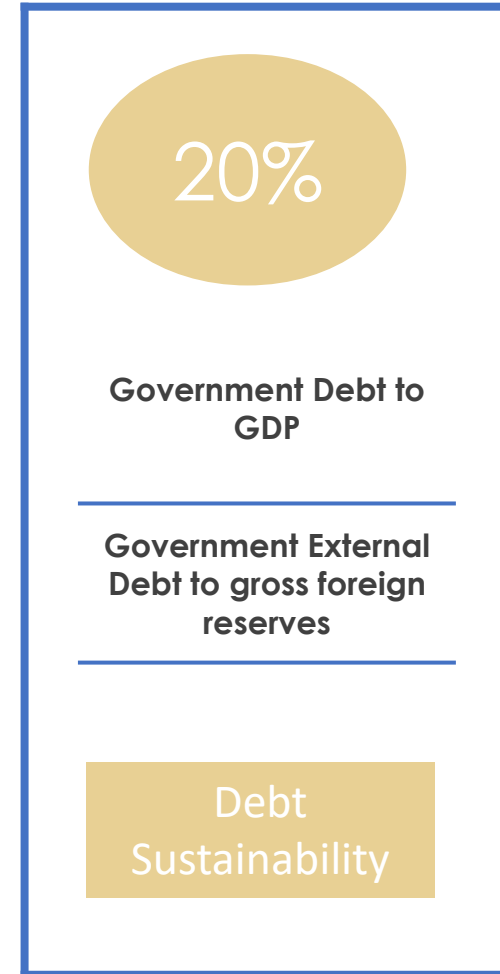 20%
Government Debt to
GDP
Government External
Debt to gross foreign
reserves
Debt
Sustainability